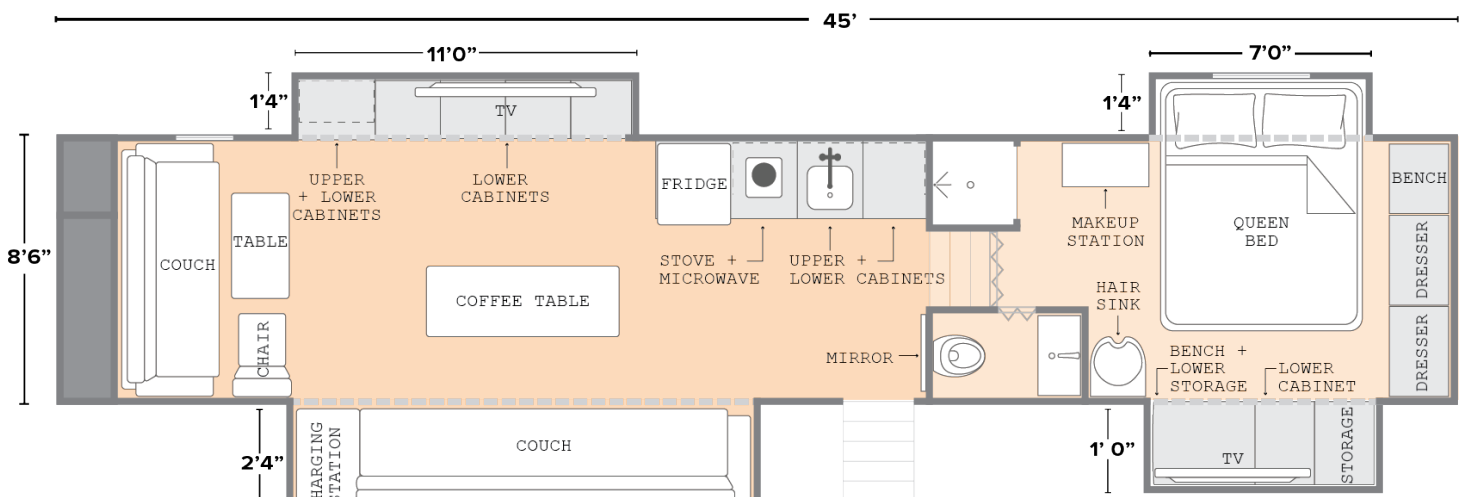 45’
11’0”
7’0”
1’4”
TV
1’4”
UPPER
+ LOWER
CABINETS
LOWER
CABINETS
FRIDGE
BENCH
MAKEUP
STATION
QUEEN
BED
8’6”
COUCH
TABLE
STOVE +
MICROWAVE
UPPER +
LOWER CABINETS
DRESSER
COFFEE TABLE
HAIR
SINK
CHAIR
MIRROR
BENCH +
LOWER
STORAGE
LOWER
CABINET
DRESSER
2’4”
HARGING
STATION
COUCH
1’ 0”
TV
STORAGE